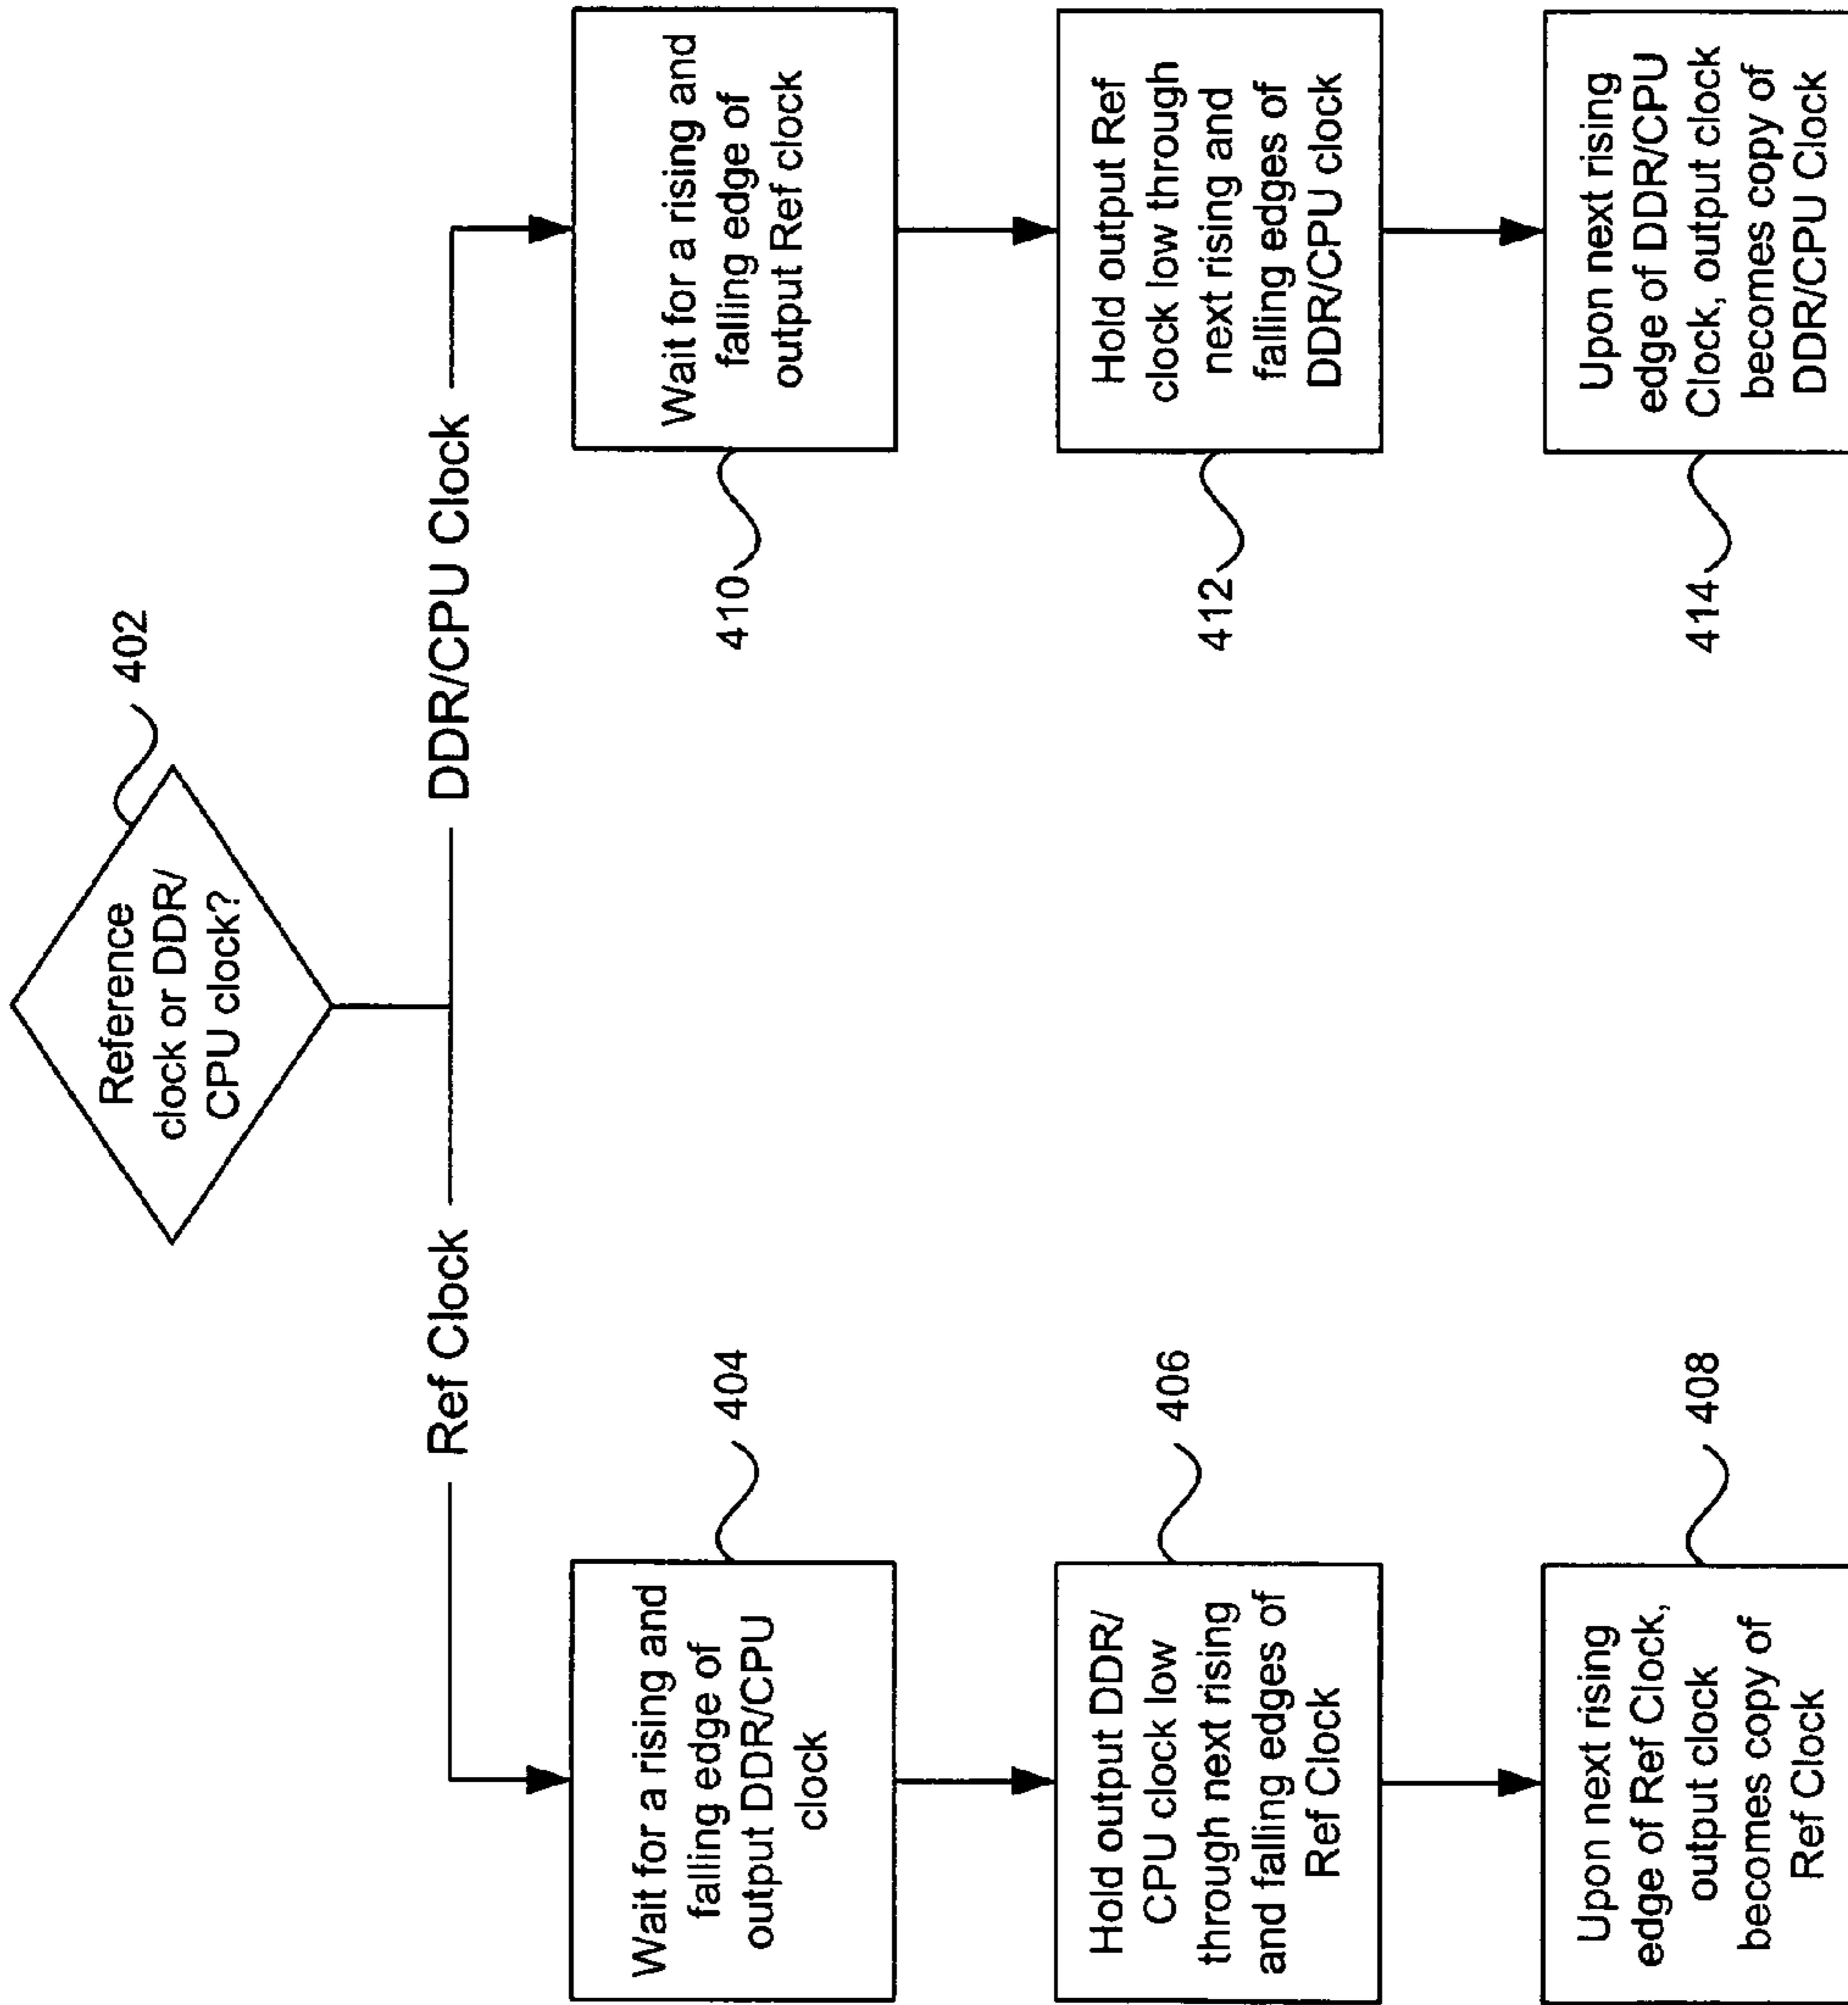 Reference
clock or DDR/
CPU clock?
402
Ref Clock
DDR/CPU Clock
Wait for a rising and
falling edge of
output DDR/CPU
clock
404
Hold output DDR/
CPU clock low
through next rising
and falling edges of
Ref Clock
406
Upon next rising
edge of Ref Clock,
output clock
becomes copy of
Ref Clock
408
Wait for a rising and
falling edge of
output Ref clock
410
Hold output Ref
clock low through
next rising and
falling edges of
DDR/CPU clock
412
Upon next rising
edge of DDR/CPU
Clock, output clock
becomes copy of
DDR/CPU Clock
414